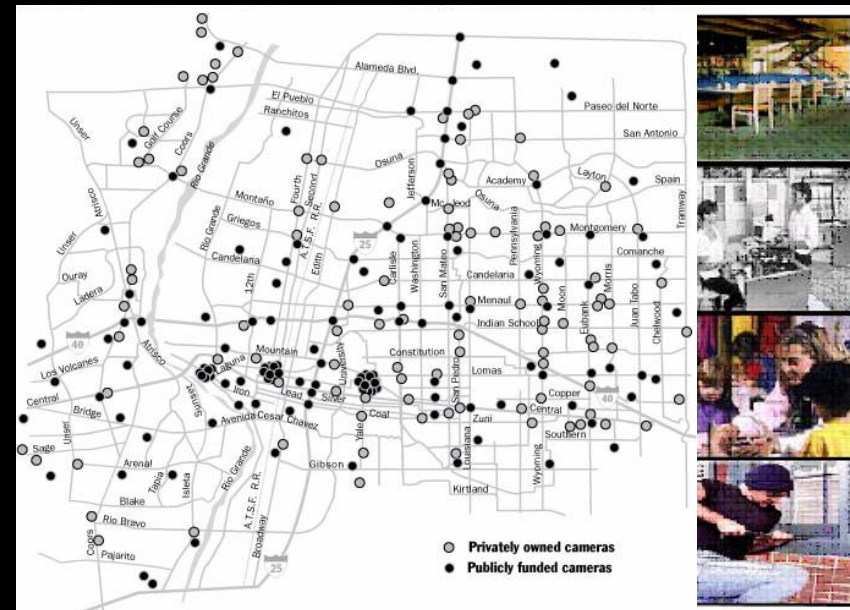 Alameda Blvd.
El Pueblo
Ranchitos
Paseo del Norte
San Antonio
Unser
Golf Course
Coors
Rio Grande
Osuna
Jefferson
Academy
Layton
Spain
Fourth
Second
Atrisco
Montaño
Mc.leod
Osuna
Tramway
Griegos
Rio Grande
A.T.S.F. R.R.
Pennsylvania
Montgomery
Unser
25
Candelaria
Edith
Carlisle
Washington
San Mateo
Wyoming
Comanche
Ouray
12th
Candelaria
Moon
Morris
Ladera
Menaul
Eubank
Juan Tabo
Chelwood
Indian School
40
Atrisco
Mountain
University
Constitution
Los Volcanes
Laguna
Lomas
Central
Sunset
Iron
Lead
Silver
San Pedro
Copper
40
Bridge
Avenida Cesar Chavez
Coal
Central
Zuni
Unser
Yale
Southern
Sage
Louisiana
Arenal
Rio Grande
Gibson
Wyoming
Tapia
Isleta
A.T.S.F. R.R.
Kirtland
Blake
Rio Bravo
Broadway
Coors
Pajarito
25
Privately owned cameras
Publicly funded cameras